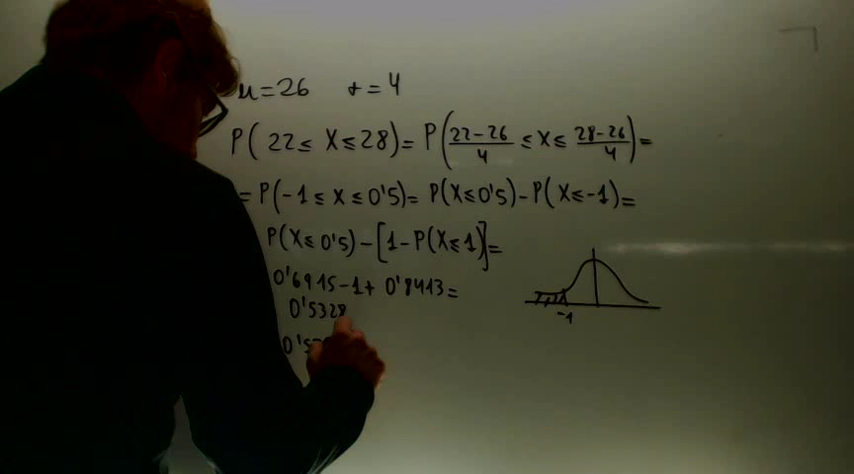 μ=26 σ=4
P(22≤ X≤28)= P(22-26/4 ≤X≤ 28-26/4)=
=P(-1≤X≤0'5)= P(X≤0'5)-P(X≤-1)=
P(X≤0'5)-[1-P(X≤1)]=
0'6915-1+0'8413=
0'5328
-1